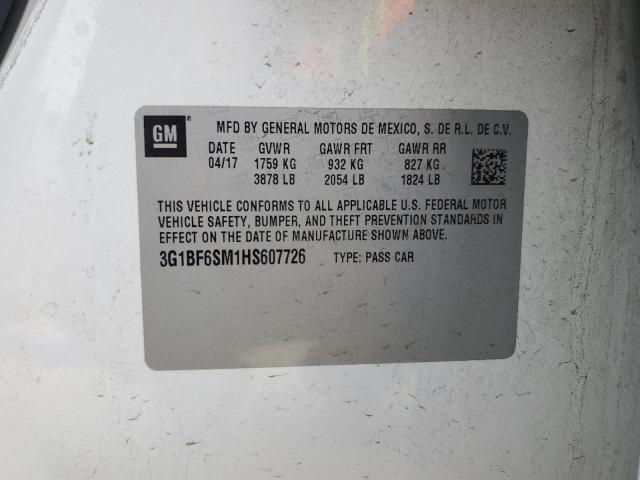 GM ® MFD BY GENERAL MOTORS DE MEXICO, S. DE R.L. DE C.V.
DATE GVWR GAWR FRT GAWR RR
04/17 1759 KG 932 KG 827 KG
3878 LB 2054 LB 1824 LB
THIS VEHICLE CONFORMS TO ALL APPLICABLE U.S. FEDERAL MOTOR
VEHICLE SAFETY, BUMPER, AND THEFT PREVENTION STANDARDS IN
EFFECT ON THE DATE OF MANUFACTURE SHOWN ABOVE.
3G1BF6SM1HS607726 TYPE: PASS CAR